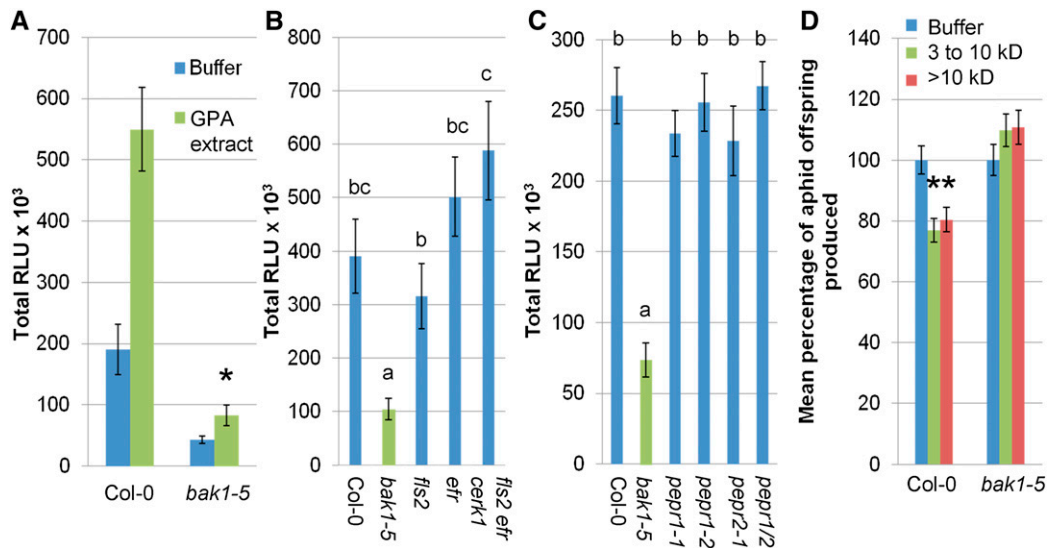 A
Total RLU x 10³
700
600
500
400
300
200
100
0
Buffer
GPA
extract
*
Col-0
bak1-5
B
Total RLU x 10³
800
700
600
500
400
300
200
100
0
bc
a
b
bc
c
Col-0
bak1-5
fls2
efr
cerk1
fls2 efr
C
Total RLU x 10³
300
250
200
150
100
50
0
b
a
b
b
b
b
Col-0
bak1-5
pepr1-1
pepr1-2
pepr2-1
pepr1/2
D
Buffer
3 to 10 kD
>10 kD
Mean percentage of aphid offspring
produced
140
120
100
80
60
40
20
0
**
Col-0
bak1-5